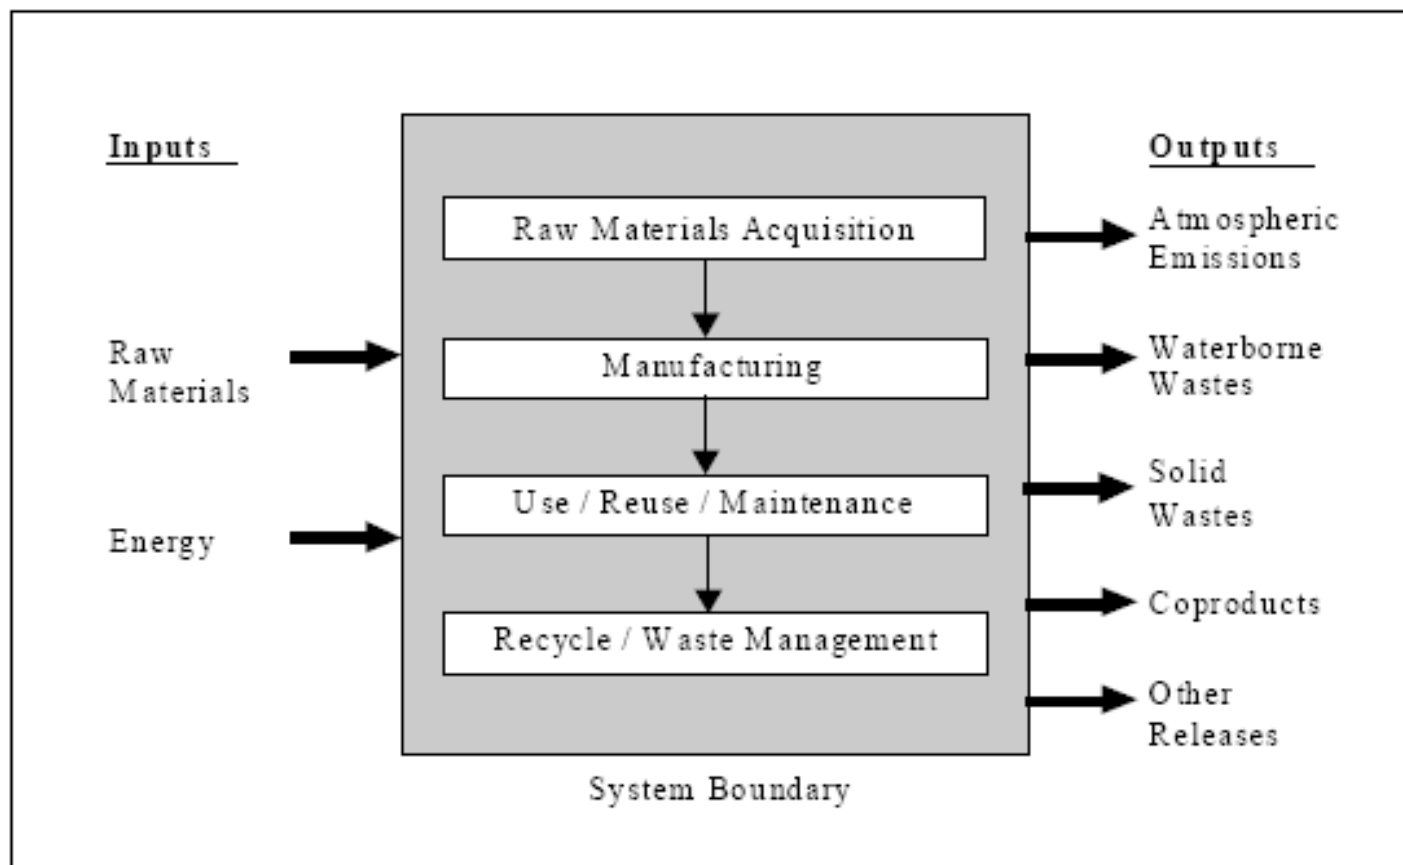 Inputs
Raw
Materials
Energy
Raw Materials Acquisition
Manufacturing
Use / Reuse / Maintenance
Recycle / Waste Management
System Boundary
Outputs
Atmospheric
Emissions
Waterborne
Wastes
Solid
Wastes
Coproducts
Other
Releases